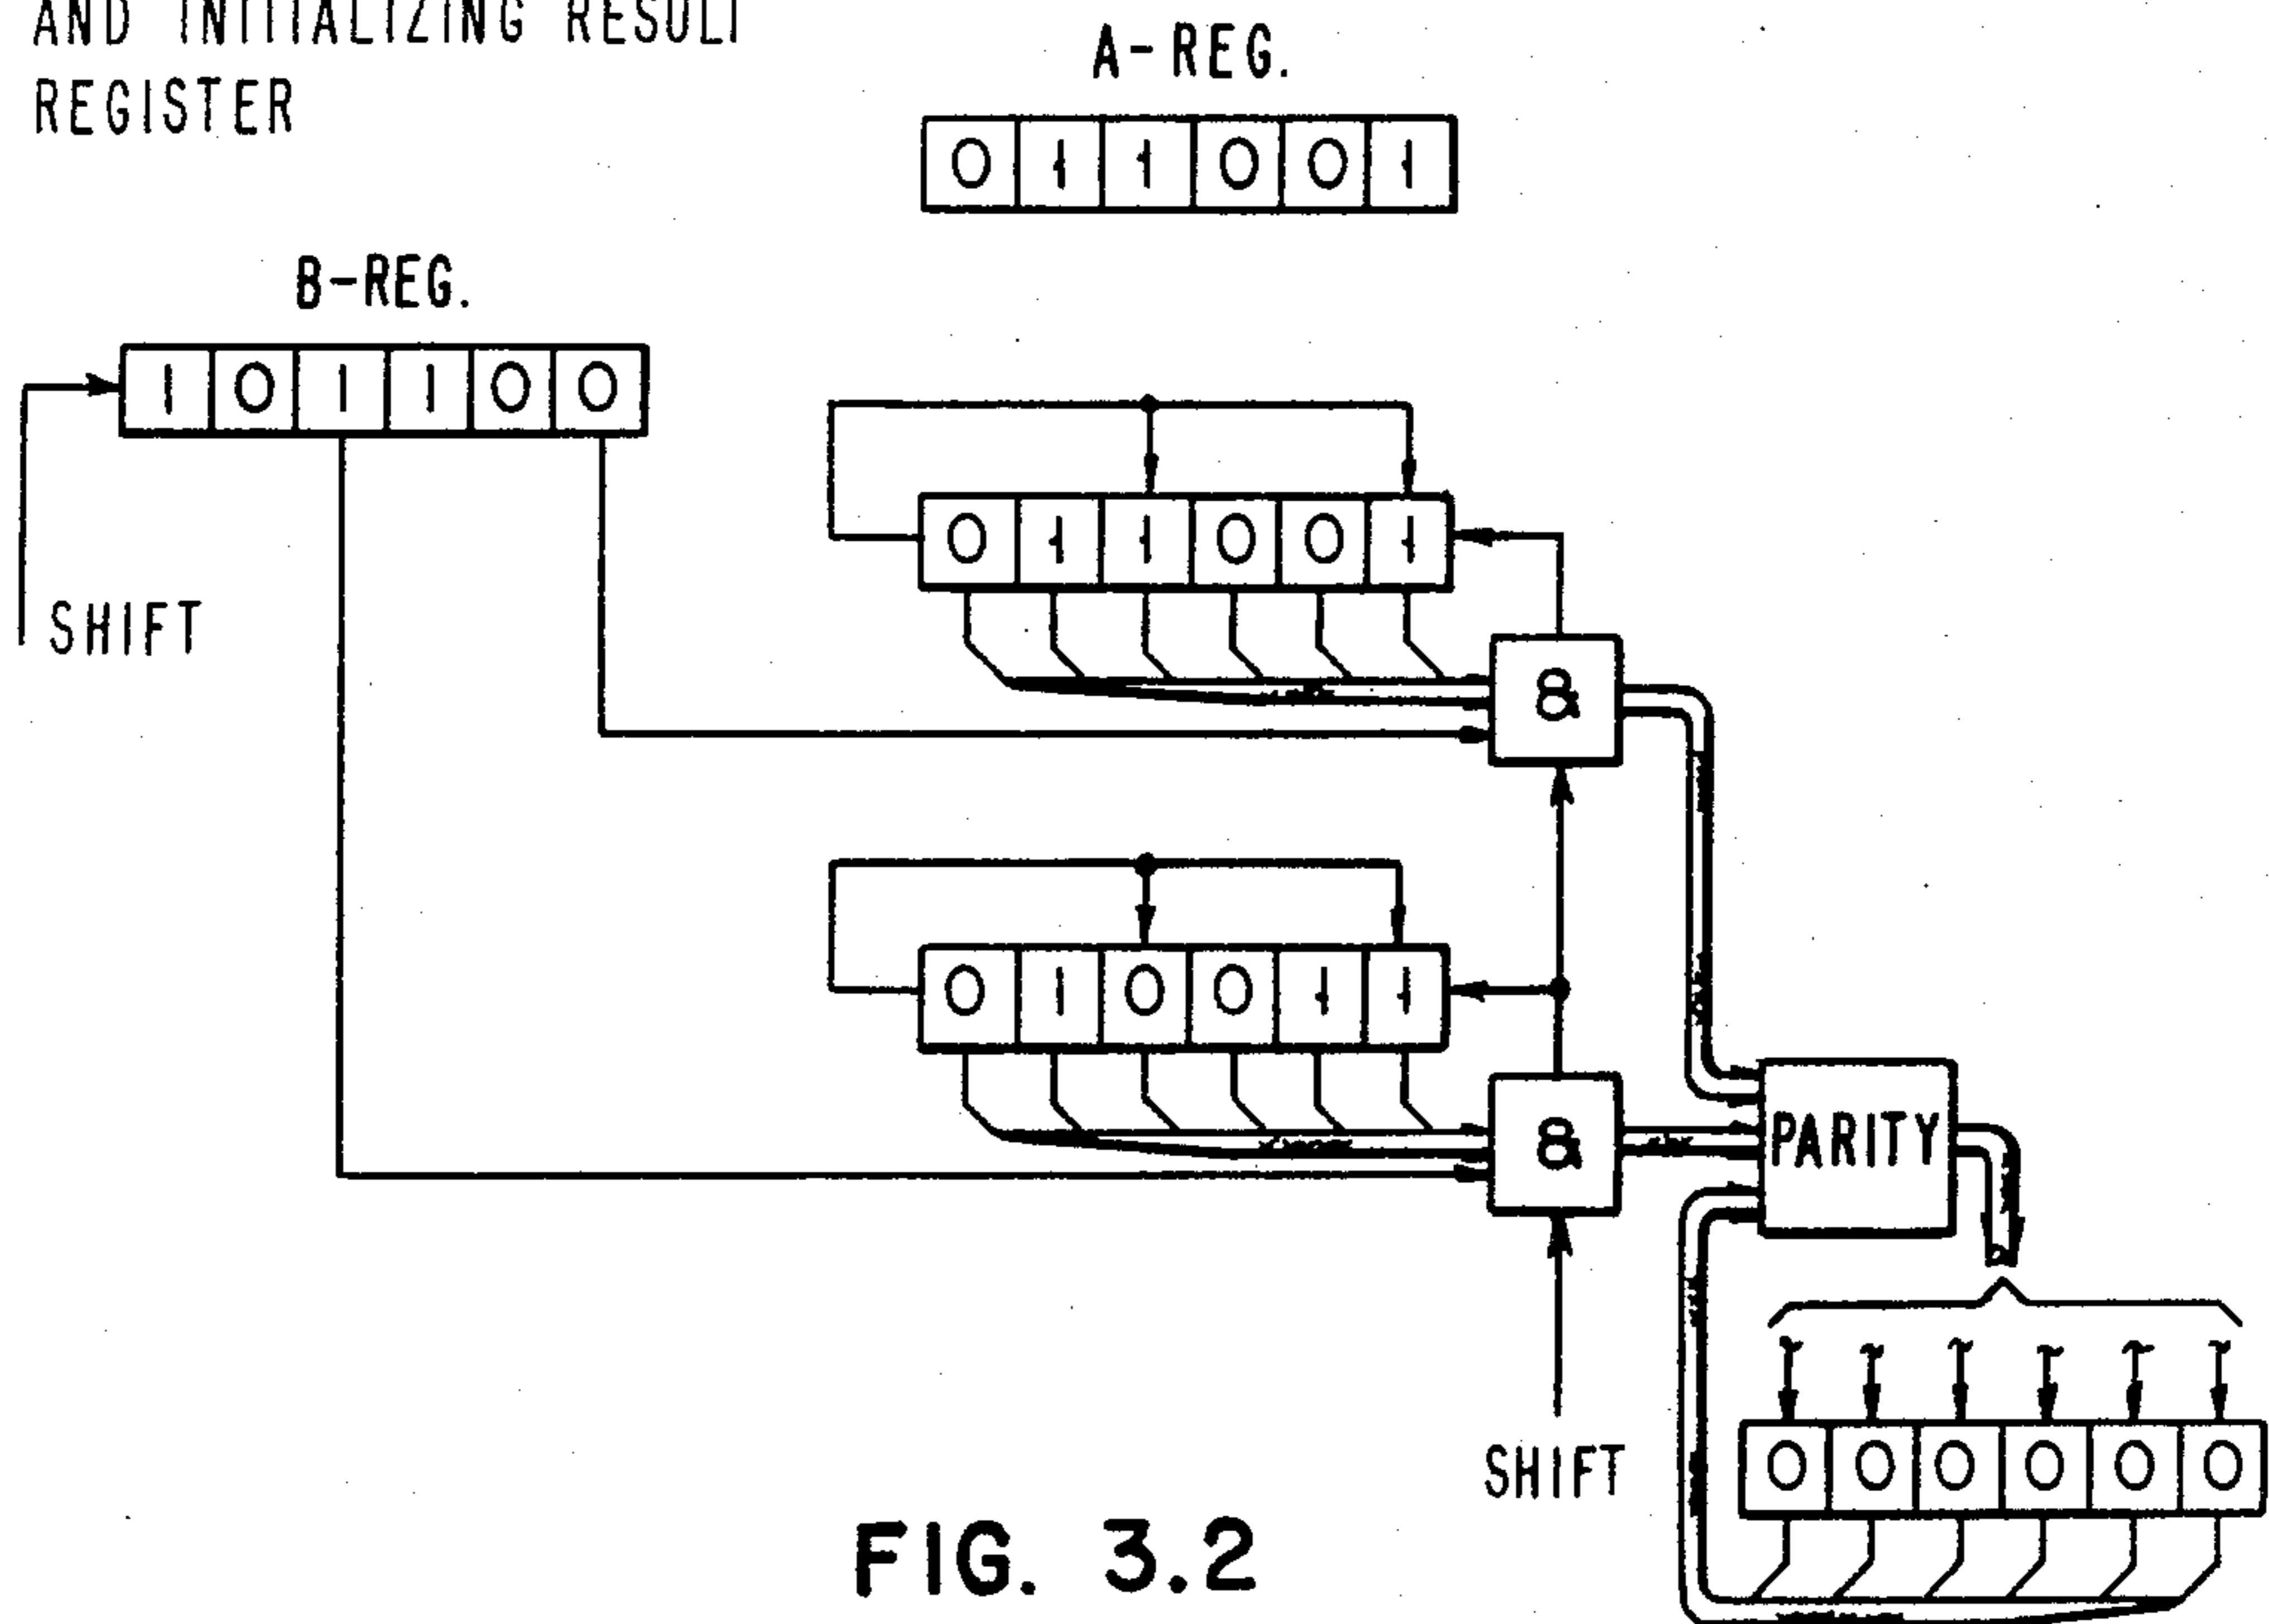 AND INITIALIZING RESULT
REGISTER
A-REG.
0 1 1 0 0 1
B-REG.
1 0 1 1 0 0
0 1 1 0 0 1
SHIFT
&
0 1 0 0 1 1
&
PARITY
SHIFT
0 0 0 0 0 0
FIG. 3.2